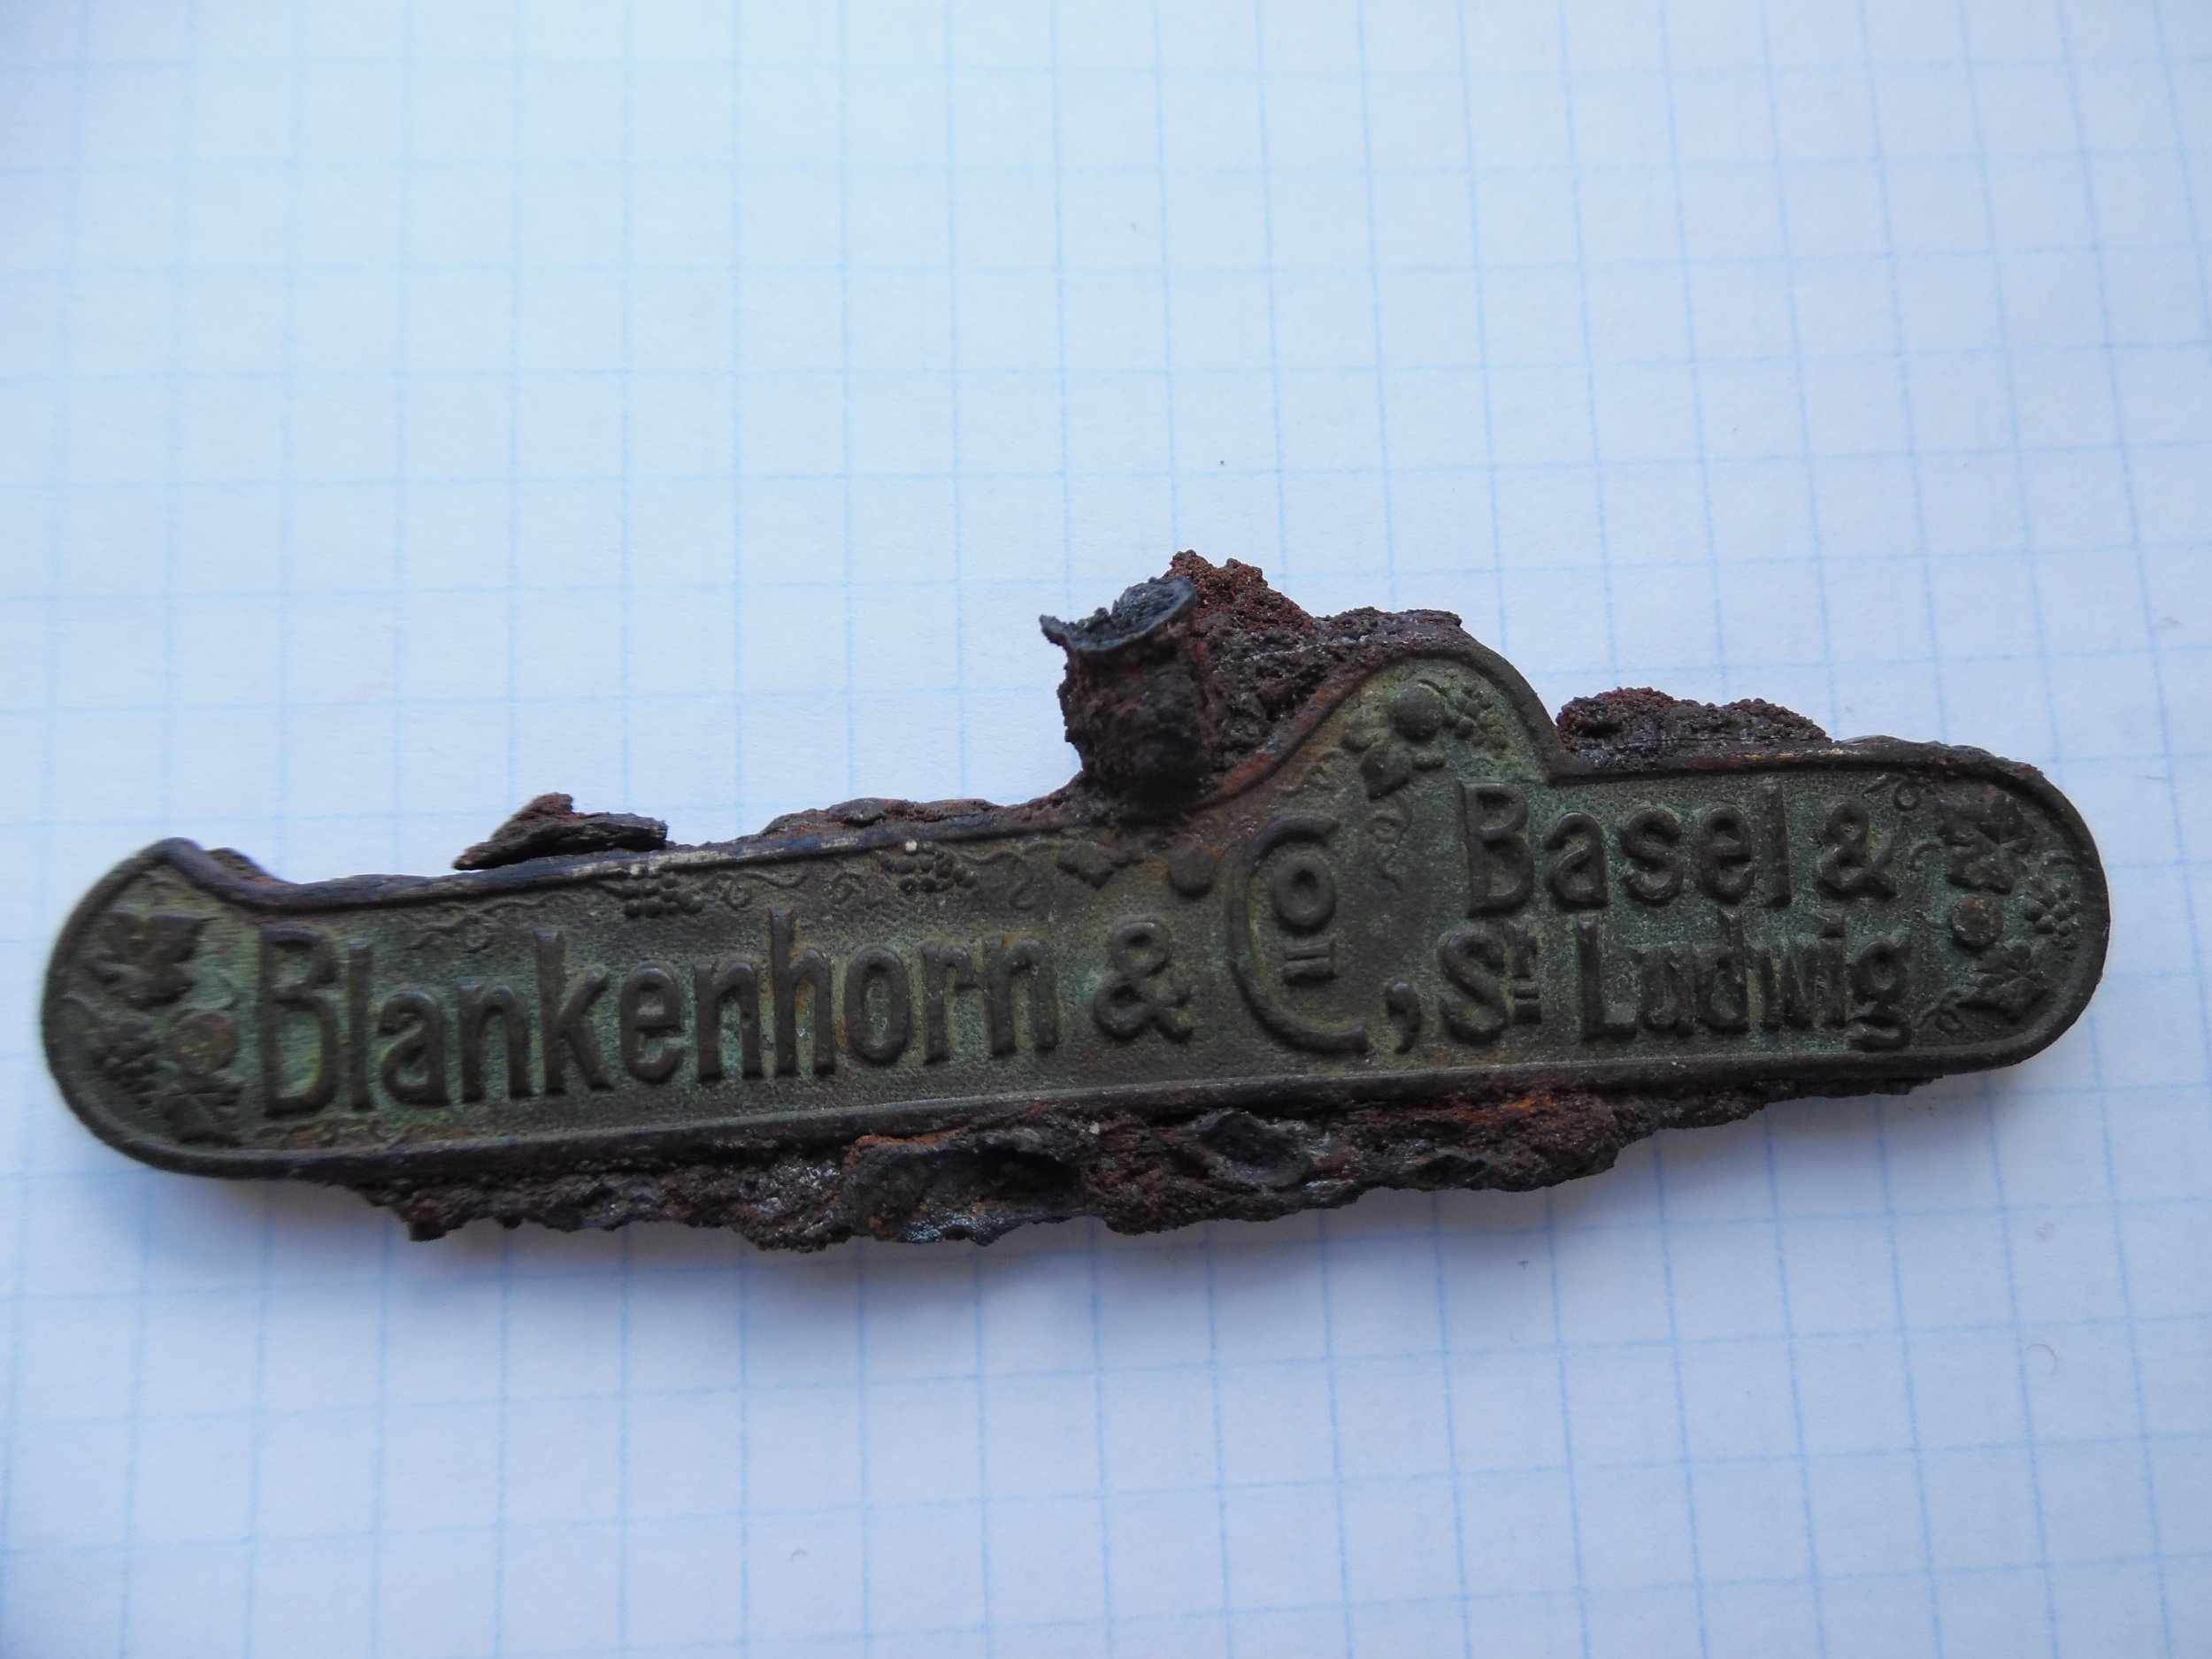 Blankenhorn & Co, Basel &
St Ludwig